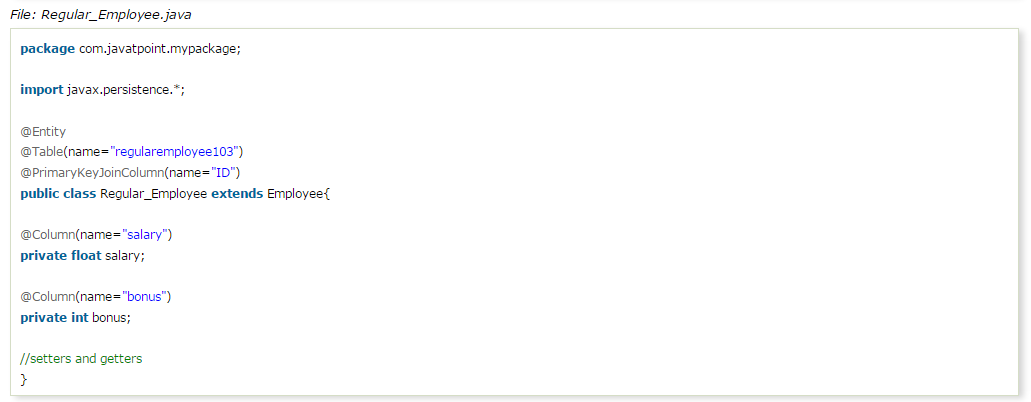 File: Regular_Employee.java
package com.javatpoint.mypackage;
import javax.persistence.*;
@Entity
@Table(name="regularemployee103")
@PrimaryKeyJoinColumn(name="ID")
public class Regular_Employee extends Employee{
@Column(name="salary")
private float salary;
@Column(name="bonus")
private int bonus;
//setters and getters
}